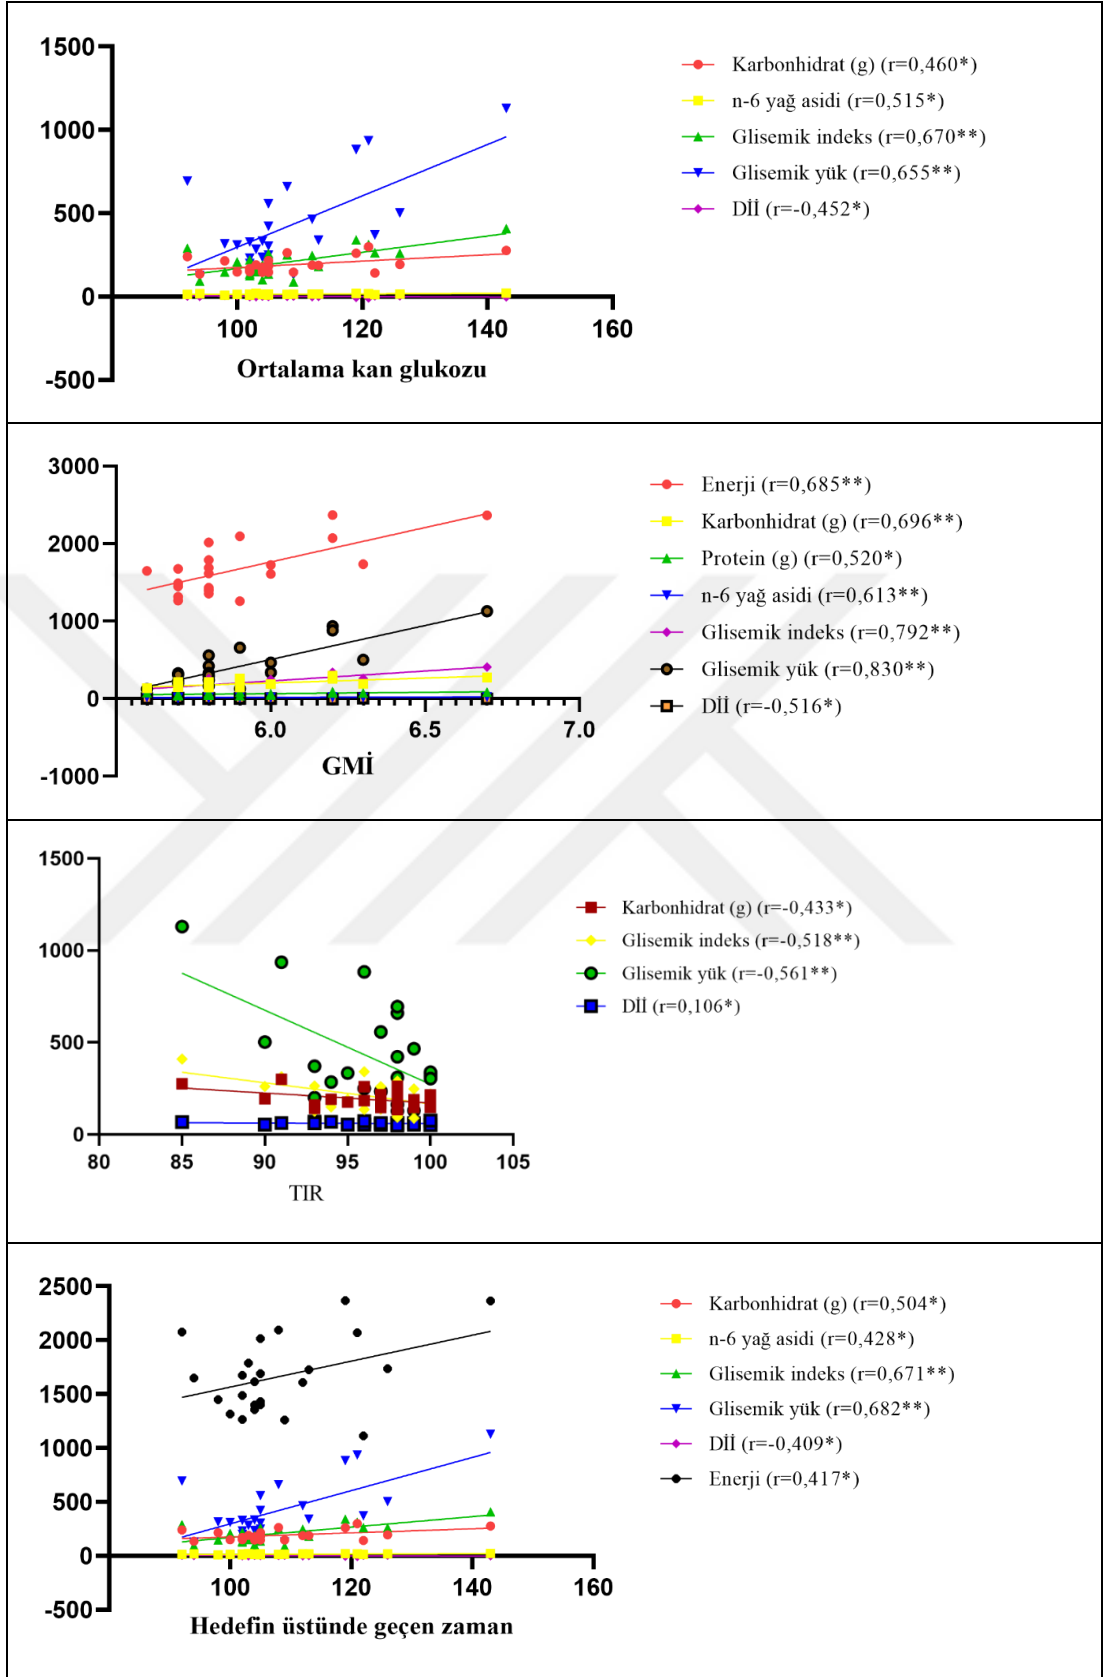 1500
1000
500
0
-500
100
120
140
160
Ortalama kan glukozu
Karbonhidrat (g) (r=0,460*)
n-6 yağ asidi (r=0,515*)
Glisemik indeks (r=0,670**)
Glisemik yük (r=0,655**)
Dİİ (r=-0,452*)
3000
2000
1000
0
-1000
6.0
6.5
7.0
GMİ
Enerji (r=0,685**)
Karbonhidrat (g) (r=0,696**)
Protein (g) (r=0,520*)
n-6 yağ asidi (r=0,613**)
Glisemik indeks (r=0,792**)
Glisemik yük (r=0,830**)
Dİİ (r=-0,516*)
1500
1000
500
0
80
85
90
95
100
105
TIR
Karbonhidrat (g) (r=-0,433*)
Glisemik indeks (r=-0,518**)
Glisemik yük (r=-0,561**)
Dİİ (r=0,106*)
2500
2000
1500
1000
500
0
-500
100
120
140
160
Hedefin üstünde geçen zaman
Karbonhidrat (g) (r=0,504*)
n-6 yağ asidi (r=0,428*)
Glisemik indeks (r=0,671**)
Glisemik yük (r=0,682**)
Dİİ (r=-0,409*)
Enerji (r=0,417*)